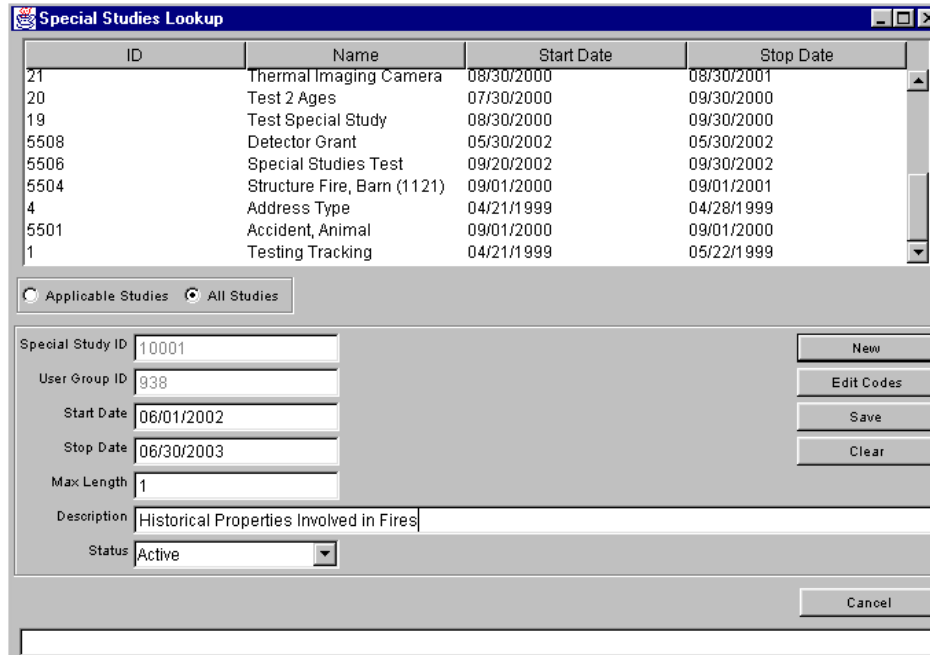 Special Studies Lookup
ID Name Start Date Stop Date
21 Thermal Imaging Camera 08/30/2000 08/30/2001
20 Test 2 Ages 07/30/2000 09/30/2000
19 Test Special Study 08/30/2000 09/30/2000
5508 Detector Grant 05/30/2002 05/30/2002
5506 Special Studies Test 09/20/2002 09/30/2002
5504 Structure Fire, Barn (1121) 09/01/2000 09/01/2001
4 Address Type 04/21/1999 04/28/1999
5501 Accident, Animal 09/01/2000 09/01/2000
1 Testing Tracking 04/21/1999 05/22/1999
Applicable Studies All Studies
Special Study ID 10001 New
User Group ID 938 Edit Codes
Start Date 06/01/2002 Save
Stop Date 06/30/2003 Clear
Max Length 1
Description Historical Properties Involved in Fires
Status Active
Cancel